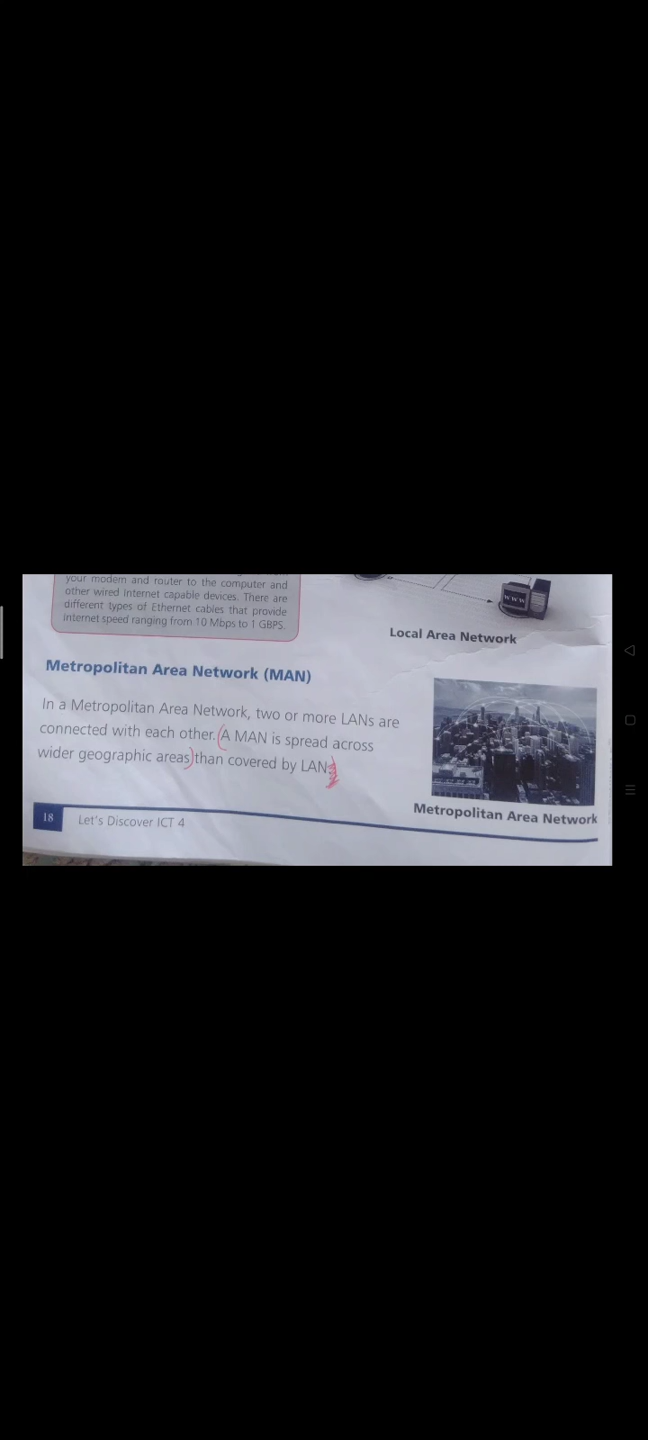 your modem and router to the computer and
other wired Internet capable devices. There are
different types of Ethernet cables that provide
Internet speed ranging from 10 Mbps to 1 GBPS.
www
Local Area Network
Metropolitan Area Network (MAN)
In a Metropolitan Area Network, two or more LANs are
connected with each other. (A MAN is spread across
wider geographic areas) than covered by LAN.)
Metropolitan Area Network
18 Let's Discover ICT 4